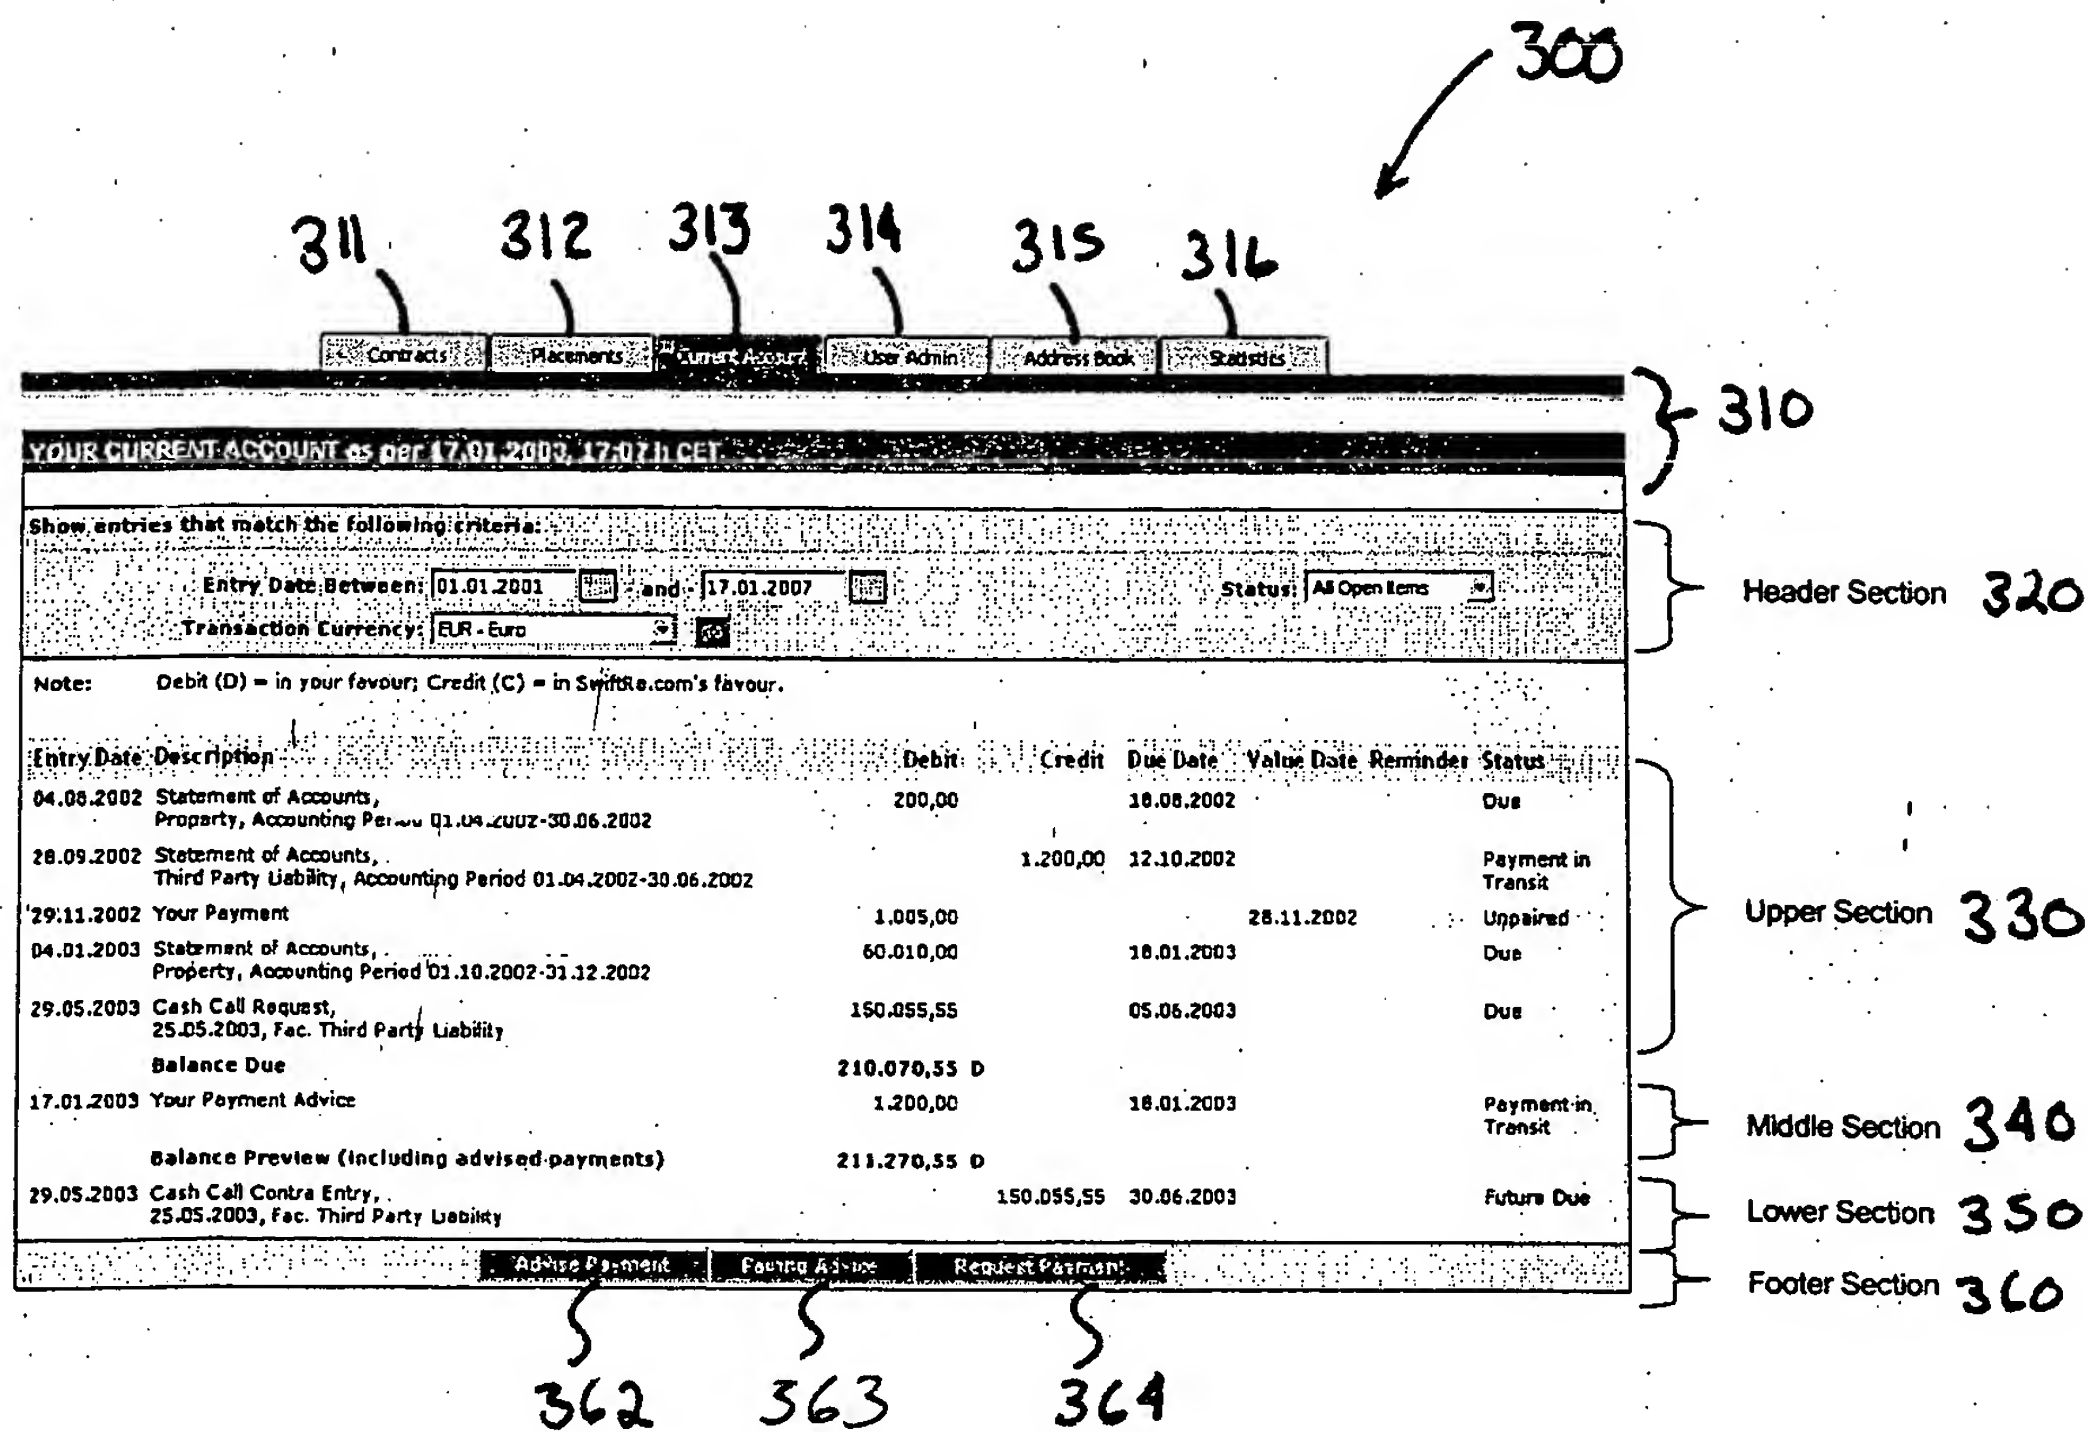 300
311 312 313 314 315 316
Contracts Placements Current Account User Admin Address Book Statistics
310
YOUR CURRENT ACCOUNT as per 17.01.2003, 17:07 h CET
Show entries that match the following criteria:
Entry Date Between: 01.01.2001 and 17.01.2007 Status: All Open Items
Transaction Currency: EUR - Euro
Header Section 320
Note: Debit (D) = in your favour; Credit (C) = in SwiftRe.com's favour.
Entry Date Description Debit Credit Due Date Value Date Reminder Status
04.08.2002 Statement of Accounts, 200,00 18.08.2002 Due
Property, Accounting Period 01.04.2002-30.06.2002
28.09.2002 Statement of Accounts, 1.200,00 12.10.2002 Payment in
Third Party Liability, Accounting Period 01.04.2002-30.06.2002 Transit
29.11.2002 Your Payment 1.005,00 28.11.2002 Unpaired
Upper Section 330
04.01.2003 Statement of Accounts, 60.010,00 18.01.2003 Due
Property, Accounting Period 01.10.2002-31.12.2002
29.05.2003 Cash Call Request, 150.055,55 05.06.2003 Due
25.05.2003, Fac. Third Party Liability
Balance Due 210.070,55 D
17.01.2003 Your Payment Advice 1.200,00 18.01.2003 Payment in
Transit
Middle Section 340
Balance Preview (including advised payments) 211.270,55 D
29.05.2003 Cash Call Contra Entry, 150.055,55 30.06.2003 Future Due
25.05.2003, Fac. Third Party Liability
Lower Section 350
Advise Payment Pairing Advice Request Payment
Footer Section 360
362 363 364